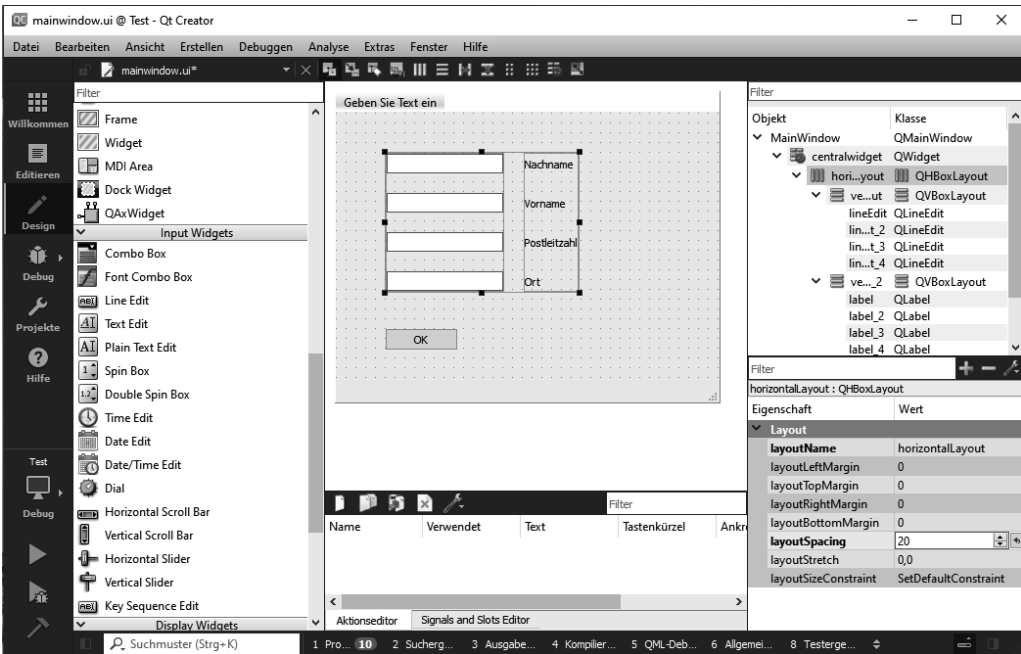 QC mainwindow.ui @ Test - Qt Creator
Datei Bearbeiten Ansicht Erstellen Debuggen Analyse Extras Fenster Hilfe
mainwindow.ui*
Willkommen
Editieren
Design
Debug
Projekte
Hilfe
Test
Debug
Filter
Frame
Widget
MDI Area
Dock Widget
QAxWidget
Input Widgets
Combo Box
Font Combo Box
Line Edit
Text Edit
Plain Text Edit
Spin Box
Double Spin Box
Time Edit
Date Edit
Date/Time Edit
Dial
Horizontal Scroll Bar
Vertical Scroll Bar
Horizontal Slider
Vertical Slider
Key Sequence Edit
Display Widgets
Geben Sie Text ein
Nachname
Vorname
Postleitzahl
Ort
OK
Filter
Name Verwendet Text Tastenkürzel Ankr
Aktionseditor Signals and Slots Editor
Filter
Objekt Klasse
MainWindow QMainWindow
centralwidget QWidget
hori...yout QHBoxLayout
ve...ut QVBoxLayout
lineEdit QLineEdit
lin...t_2 QLineEdit
lin...t_3 QLineEdit
lin...t_4 QLineEdit
ve..._2 QVBoxLayout
label QLabel
label_2 QLabel
label_3 QLabel
label_4 QLabel
Filter
horizontalLayout : QHBoxLayout
Eigenschaft Wert
Layout
layoutName horizontalLayout
layoutLeftMargin 0
layoutTopMargin 0
layoutRightMargin 0
layoutBottomMargin 0
layoutSpacing 20
layoutStretch 0,0
layoutSizeConstraint SetDefaultConstraint
Suchmuster (Strg+K) 1 Pro... 10 2 Sucherg... 3 Ausgabe... 4 Kompilier... 5 QML-Deb... 6 Allgemei... 8 Testerge...